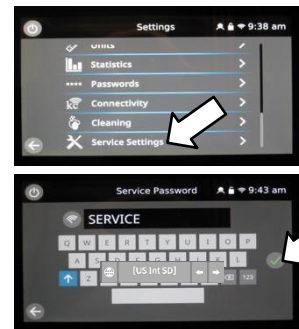 Settings 9:38 am
Units
Statistics
Passwords
Connectivity
Cleaning
Service Settings
Service Password 9:43 am
SERVICE
Q W E R T Y U I O P
A S D F G H J K L
Z [US Int SD] 123